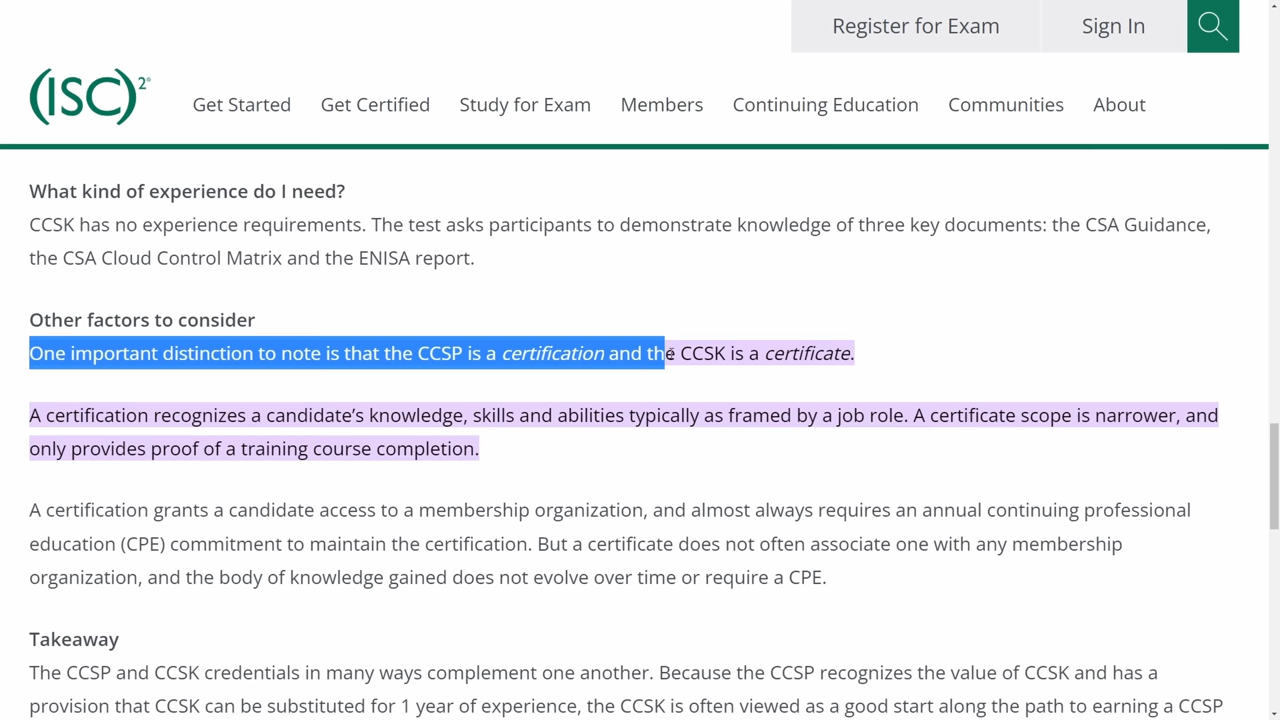 Register for Exam Sign In
(ISC)²®
Get Started Get Certified Study for Exam Members Continuing Education Communities About
What kind of experience do I need?
CCSK has no experience requirements. The test asks participants to demonstrate knowledge of three key documents: the CSA Guidance,
the CSA Cloud Control Matrix and the ENISA report.
Other factors to consider
One important distinction to note is that the CCSP is a certification and the CCSK is a certificate.
A certification recognizes a candidate’s knowledge, skills and abilities typically as framed by a job role. A certificate scope is narrower, and
only provides proof of a training course completion.
A certification grants a candidate access to a membership organization, and almost always requires an annual continuing professional
education (CPE) commitment to maintain the certification. But a certificate does not often associate one with any membership
organization, and the body of knowledge gained does not evolve over time or require a CPE.
Takeaway
The CCSP and CCSK credentials in many ways complement one another. Because the CCSP recognizes the value of CCSK and has a
provision that CCSK can be substituted for 1 year of experience, the CCSK is often viewed as a good start along the path to earning a CCSP